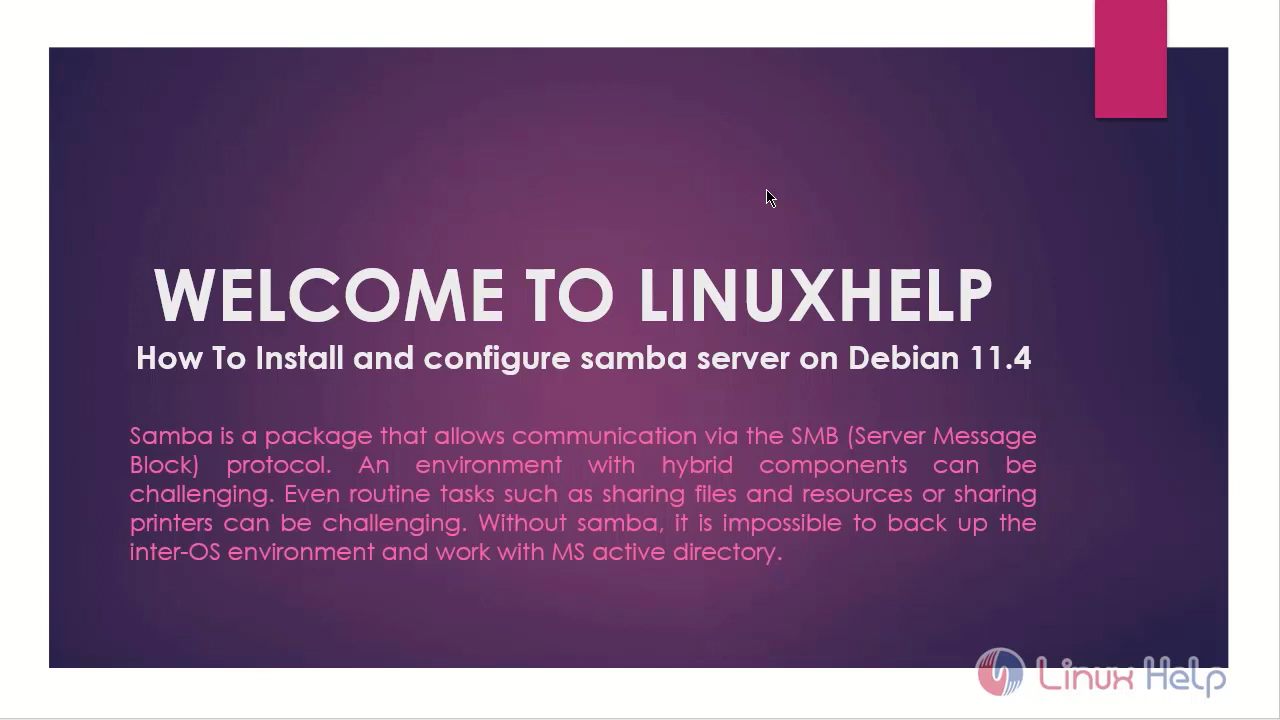 WELCOME TO LINUXHELP
How To Install and configure samba server on Debian 11.4
Samba is a package that allows communication via the SMB (Server Message
Block) protocol. An environment with hybrid components can be
challenging. Even routine tasks such as sharing files and resources or sharing
printers can be challenging. Without samba, it is impossible to back up the
inter-OS environment and work with MS active directory.
Linux Help